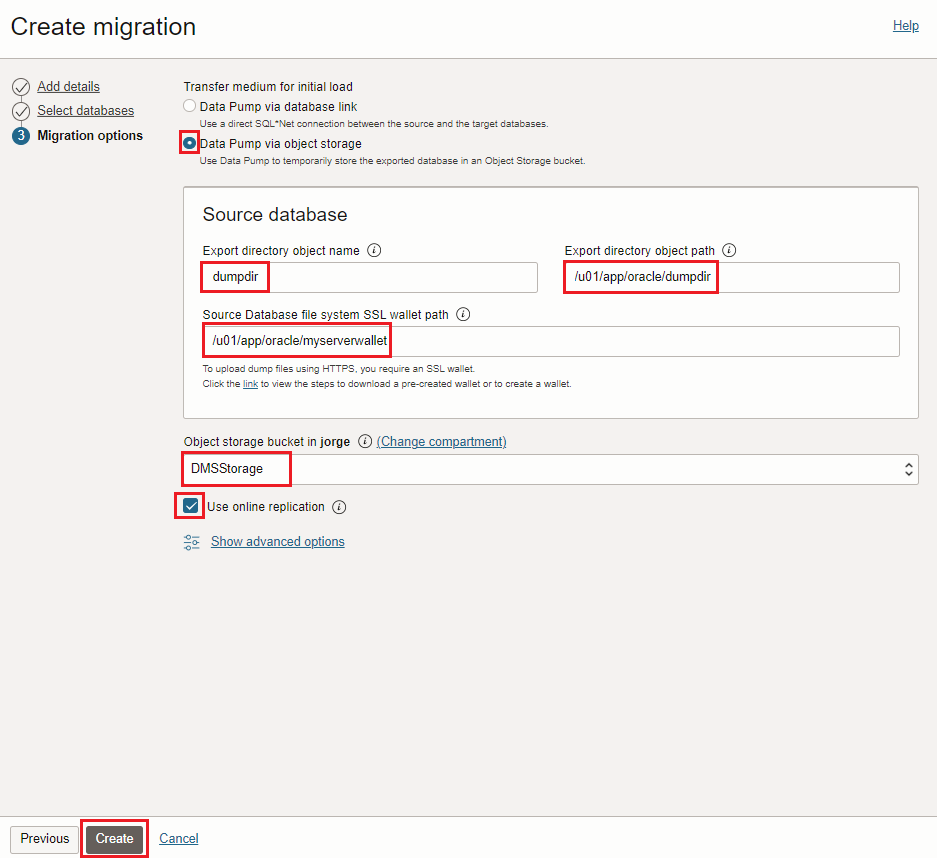 Create migration
Help
Add details
Select databases
3 Migration options
Transfer medium for initial load
Data Pump via database link
Use a direct SQL*Net connection between the source and the target databases.
Data Pump via object storage
Use Data Pump to temporarily store the exported database in an Object Storage bucket.
Source database
Export directory object name i
Export directory object path i
dumpdir
/u01/app/oracle/dumpdir
Source Database file system SSL wallet path i
/u01/app/oracle/myserverwallet
To upload dump files using HTTPS, you require an SSL wallet.
Click the link to view the steps to download a pre-created wallet or to create a wallet.
Object storage bucket in jorge i (Change compartment)
DMSStorage
Use online replication i
Show advanced options
Previous
Create
Cancel